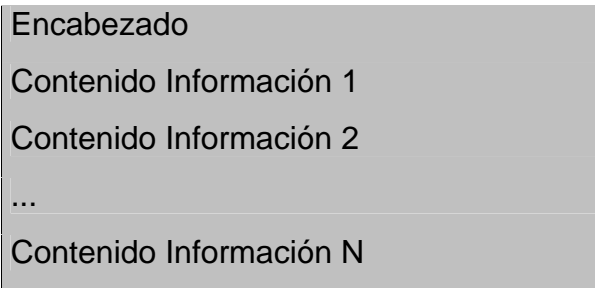 Encabezado
Contenido Información 1
Contenido Información 2
...
Contenido Información N